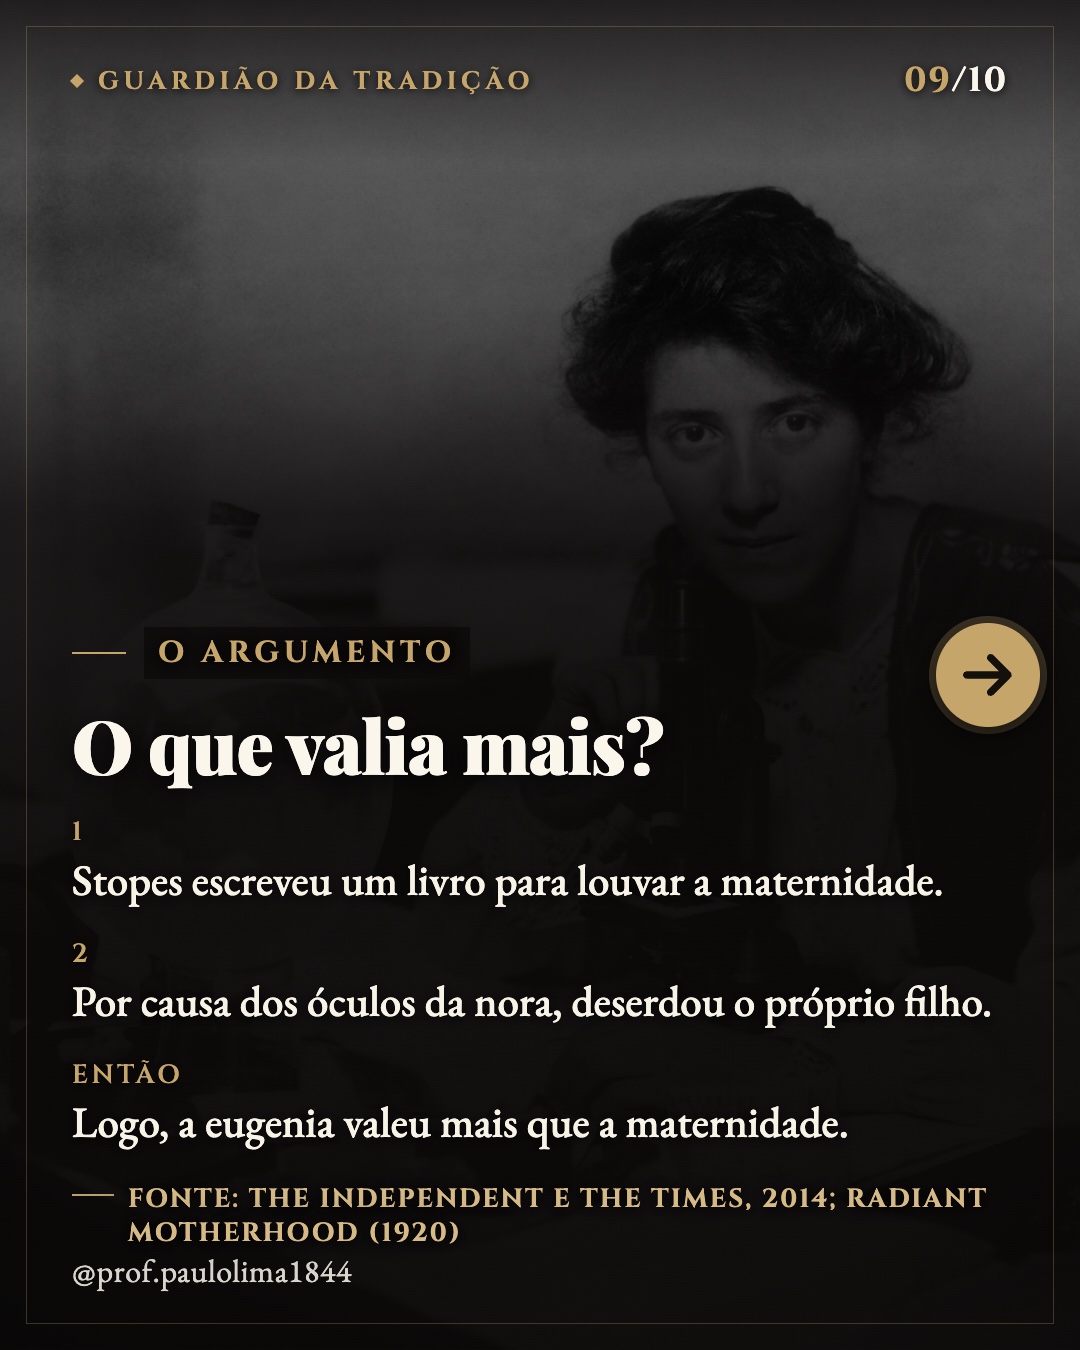 GUARDIÃO DA TRADIÇÃO
09/10
O ARGUMENTO
O que valia mais?
1
Stopes escreveu um livro para louvar a maternidade.
2
Por causa dos óculos da nora, deserdou o próprio filho.
ENTÃO
Logo, a eugenia valeu mais que a maternidade.
FONTE: THE INDEPENDENT E THE TIMES, 2014; RADIANT
MOTHERHOOD (1920)
@prof.paulolima1844